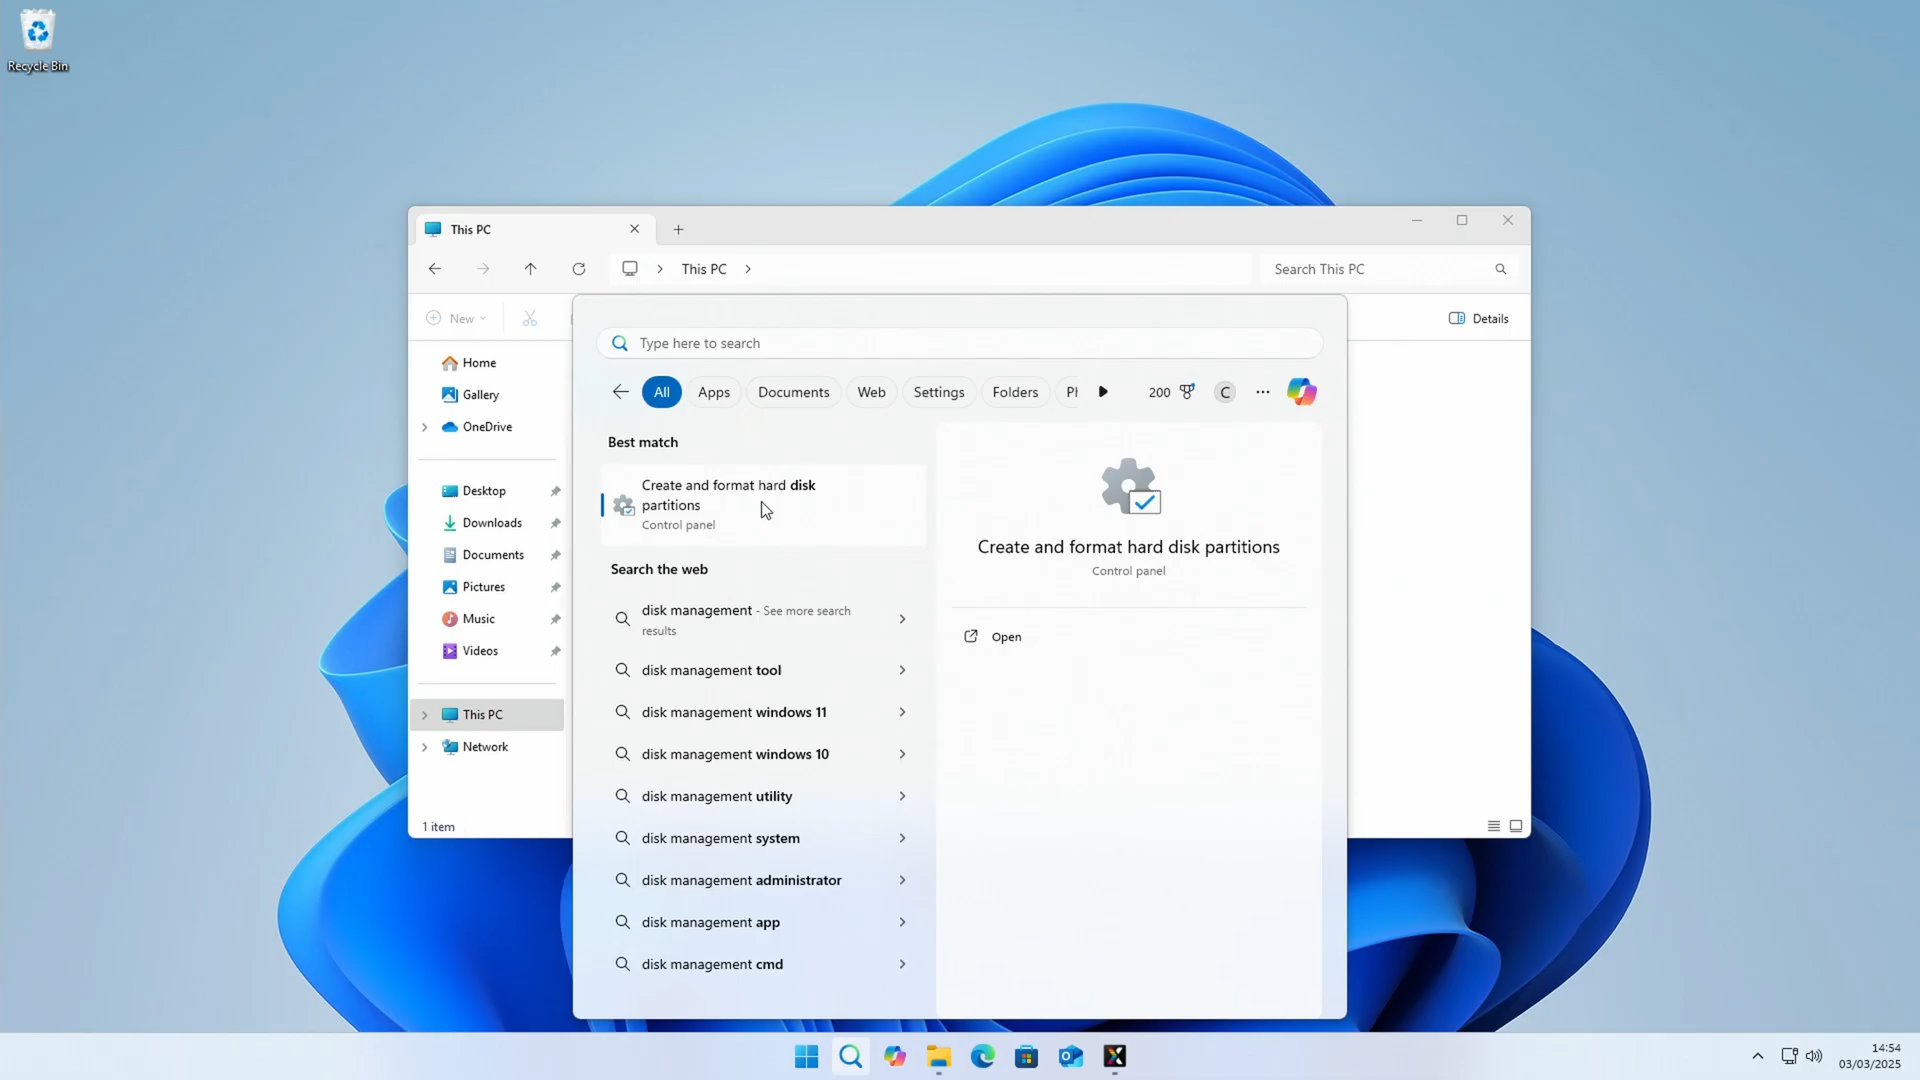 Recycle Bin
This PC
This PC
Search This PC
New
Details
Home
Gallery
OneDrive
Desktop
Downloads
Documents
Pictures
Music
Videos
This PC
Network
1 item
Type here to search
All
Apps
Documents
Web
Settings
Folders
200
C
Best match
Create and format hard disk
partitions
Control panel
Search the web
disk management - See more search
results
disk management tool
disk management windows 11
disk management windows 10
disk management utility
disk management system
disk management administrator
disk management app
disk management cmd
Create and format hard disk partitions
Control panel
Open
14:54
03/03/2025